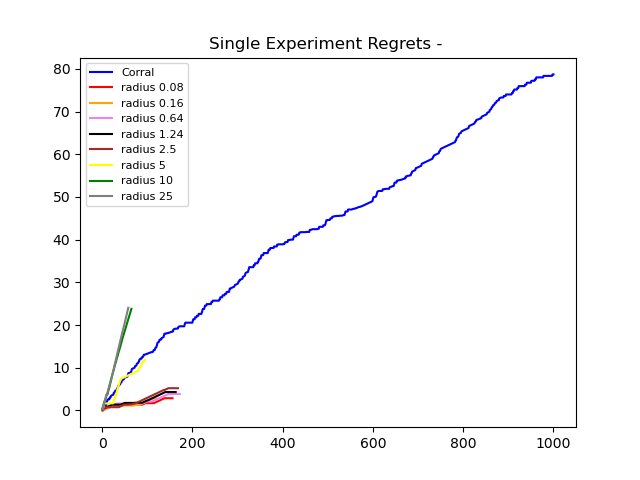 Single Experiment Regrets -
Corral
radius 0.08
radius 0.16
radius 0.64
radius 1.24
radius 2.5
radius 5
radius 10
radius 25
80
70
60
50
40
30
20
10
0
0 200 400 600 800 1000